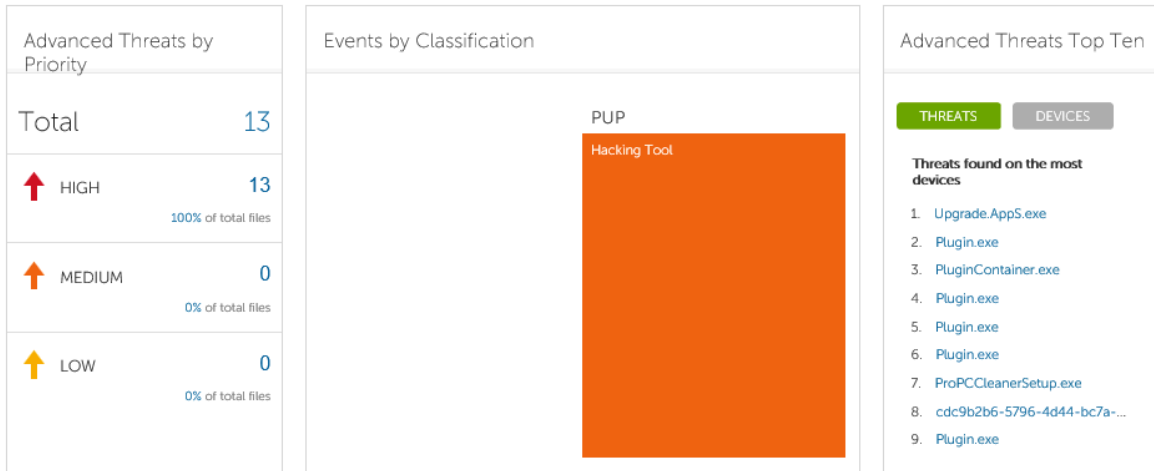 Advanced Threats by
Priority
Total 13
HIGH 13
100% of total files
MEDIUM 0
0% of total files
LOW 0
0% of total files
Events by Classification
PUP
Hacking Tool
Advanced Threats Top Ten
THREATS DEVICES
Threats found on the most
devices
1. Upgrade.AppS.exe
2. Plugin.exe
3. PluginContainer.exe
4. Plugin.exe
5. Plugin.exe
6. Plugin.exe
7. ProPCCleanerSetup.exe
8. cdc9b2b6-5796-4d44-bc7a-...
9. Plugin.exe